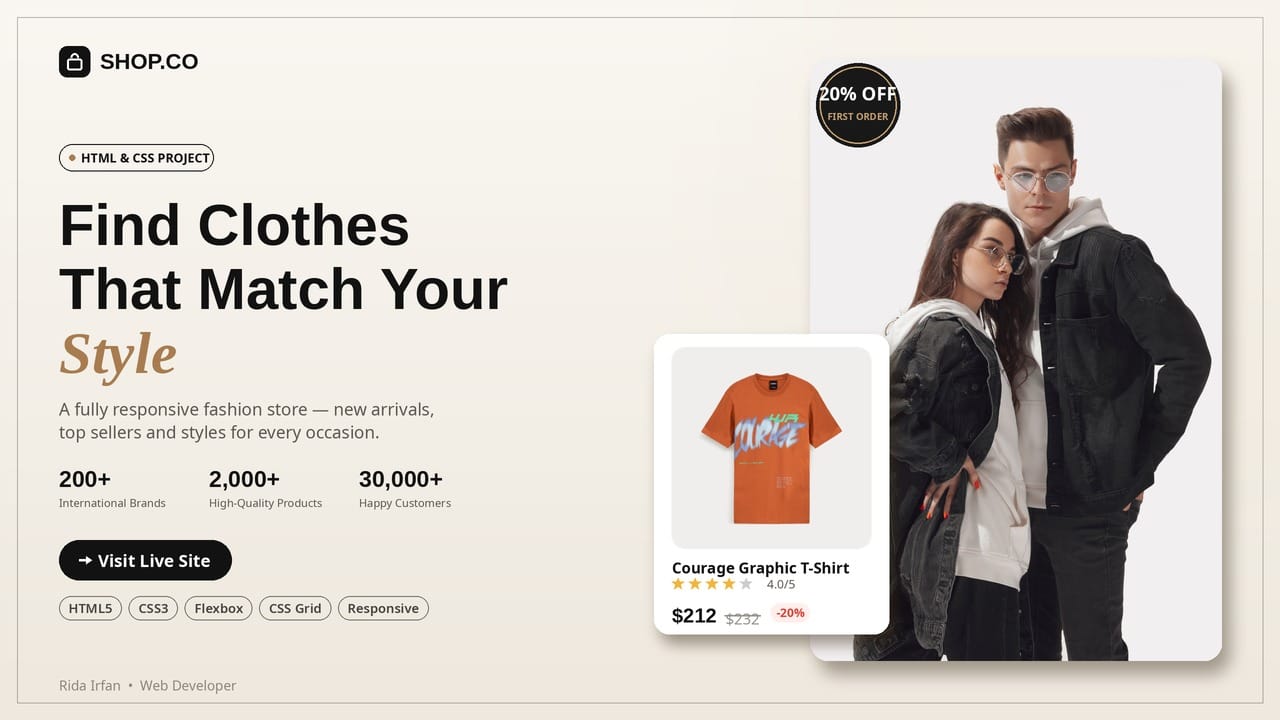 SHOP.CO
HTML & CSS PROJECT
Find Clothes
That Match Your
Style
A fully responsive fashion store — new arrivals,
top sellers and styles for every occasion.
200+ 2,000+ 30,000+
International Brands High-Quality Products Happy Customers
→ Visit Live Site
HTML5 CSS3 Flexbox CSS Grid Responsive
Rida Irfan • Web Developer
20% OFF
FIRST ORDER
COURAGE
Courage Graphic T-Shirt
4.0/5
$212 $232 -20%